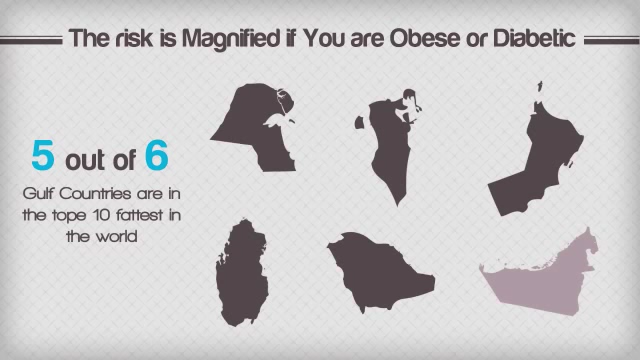 The risk is Magnified if You are Obese or Diabetic
5 out of 6
Gulf Countries are in
the tope 10 fattest in
the world